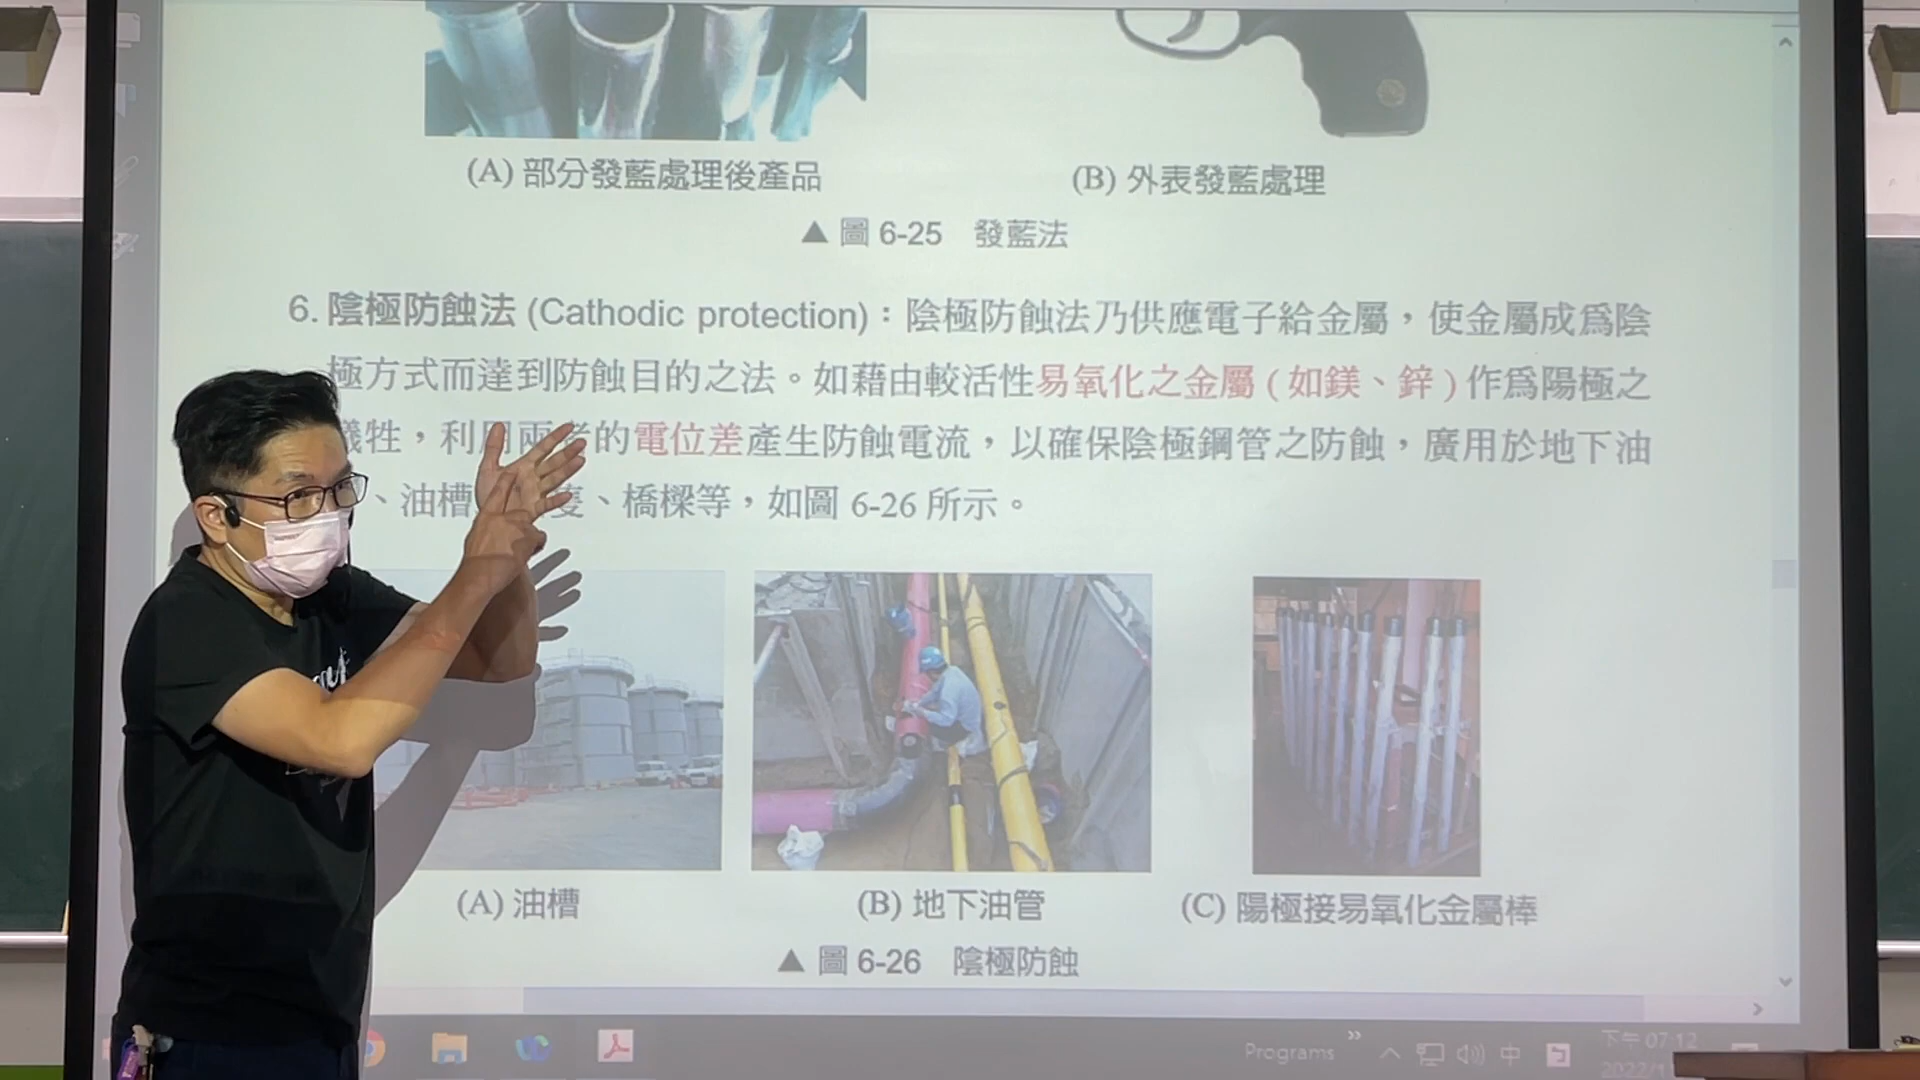 (A) 部分發藍處理後產品
(B) 外表發藍處理
▲ 圖 6-25 發藍法
6. 陰極防蝕法 (Cathodic protection)：陰極防蝕法乃供應電子給金屬，使金屬成為陰
極方式而達到防蝕目的之法。如藉由較活性易氧化之金屬 ( 如鎂、鋅 ) 作為陽極之
牲，利用兩者的電位差產生防蝕電流，以確保陰極鋼管之防蝕，廣用於地下油
、油槽 隻、橋樑等，如圖 6-26 所示。
(A) 油槽
(B) 地下油管
(C) 陽極接易氧化金屬棒
▲ 圖 6-26 陰極防蝕
Programs
中
下午 07:12